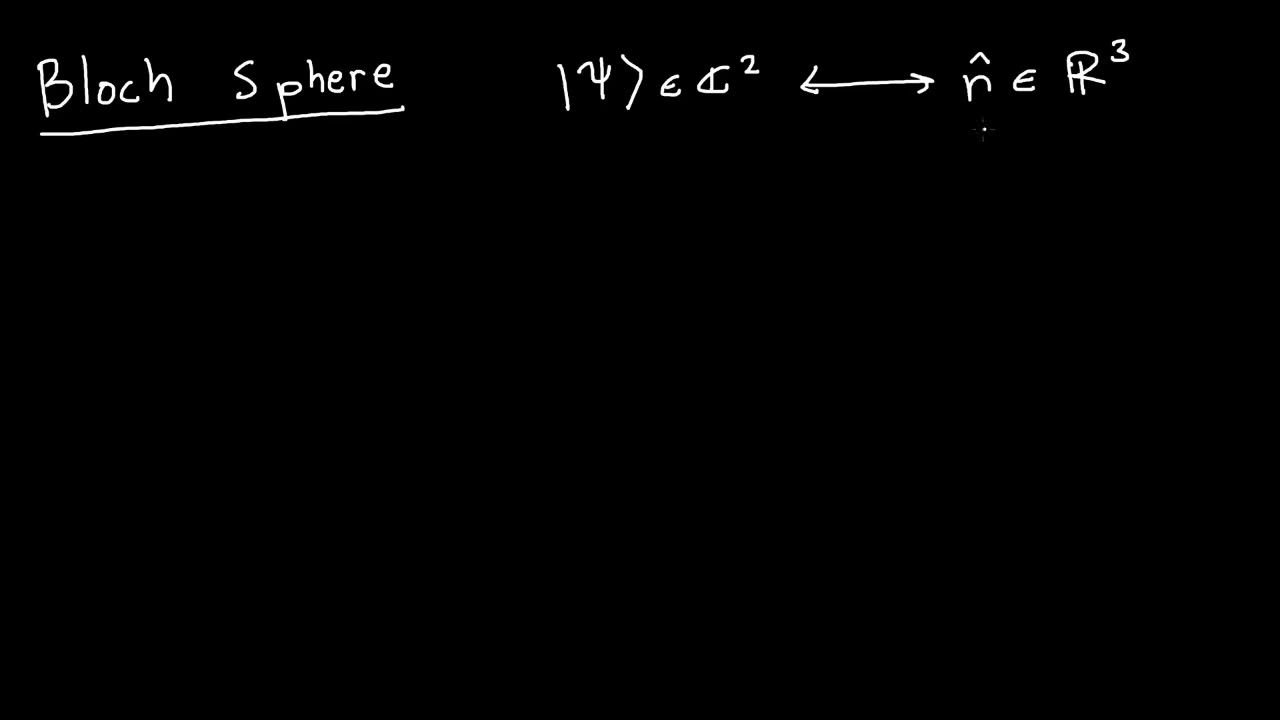 Bloch Sphere |Ψ⟩ ∈ ℂ² ⟷ n̂ ∈ ℝ³